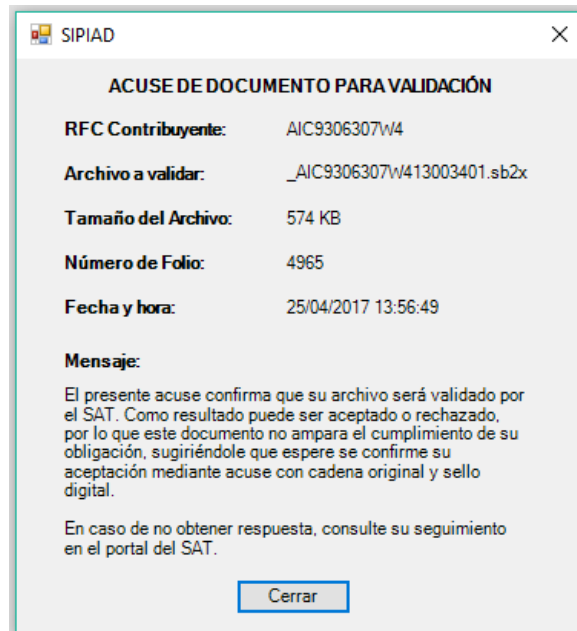 SIPIAD
ACUSE DE DOCUMENTO PARA VALIDACIÓN
RFC Contribuyente: AIC9306307W4
Archivo a validar: _AIC9306307W413003401.sb2x
Tamaño del Archivo: 574 KB
Número de Folio: 4965
Fecha y hora: 25/04/2017 13:56:49
Mensaje:
El presente acuse confirma que su archivo será validado por
el SAT. Como resultado puede ser aceptado o rechazado,
por lo que este documento no ampara el cumplimiento de su
obligación, sugiriéndole que espere se confirme su
aceptación mediante acuse con cadena original y sello
digital.
En caso de no obtener respuesta, consulte su seguimiento
en el portal del SAT.
Cerrar